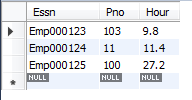 Essn Pno Hour
Emp000123 103 9.8
Emp000124 11 11.4
Emp000125 100 27.2
NULL NULL NULL